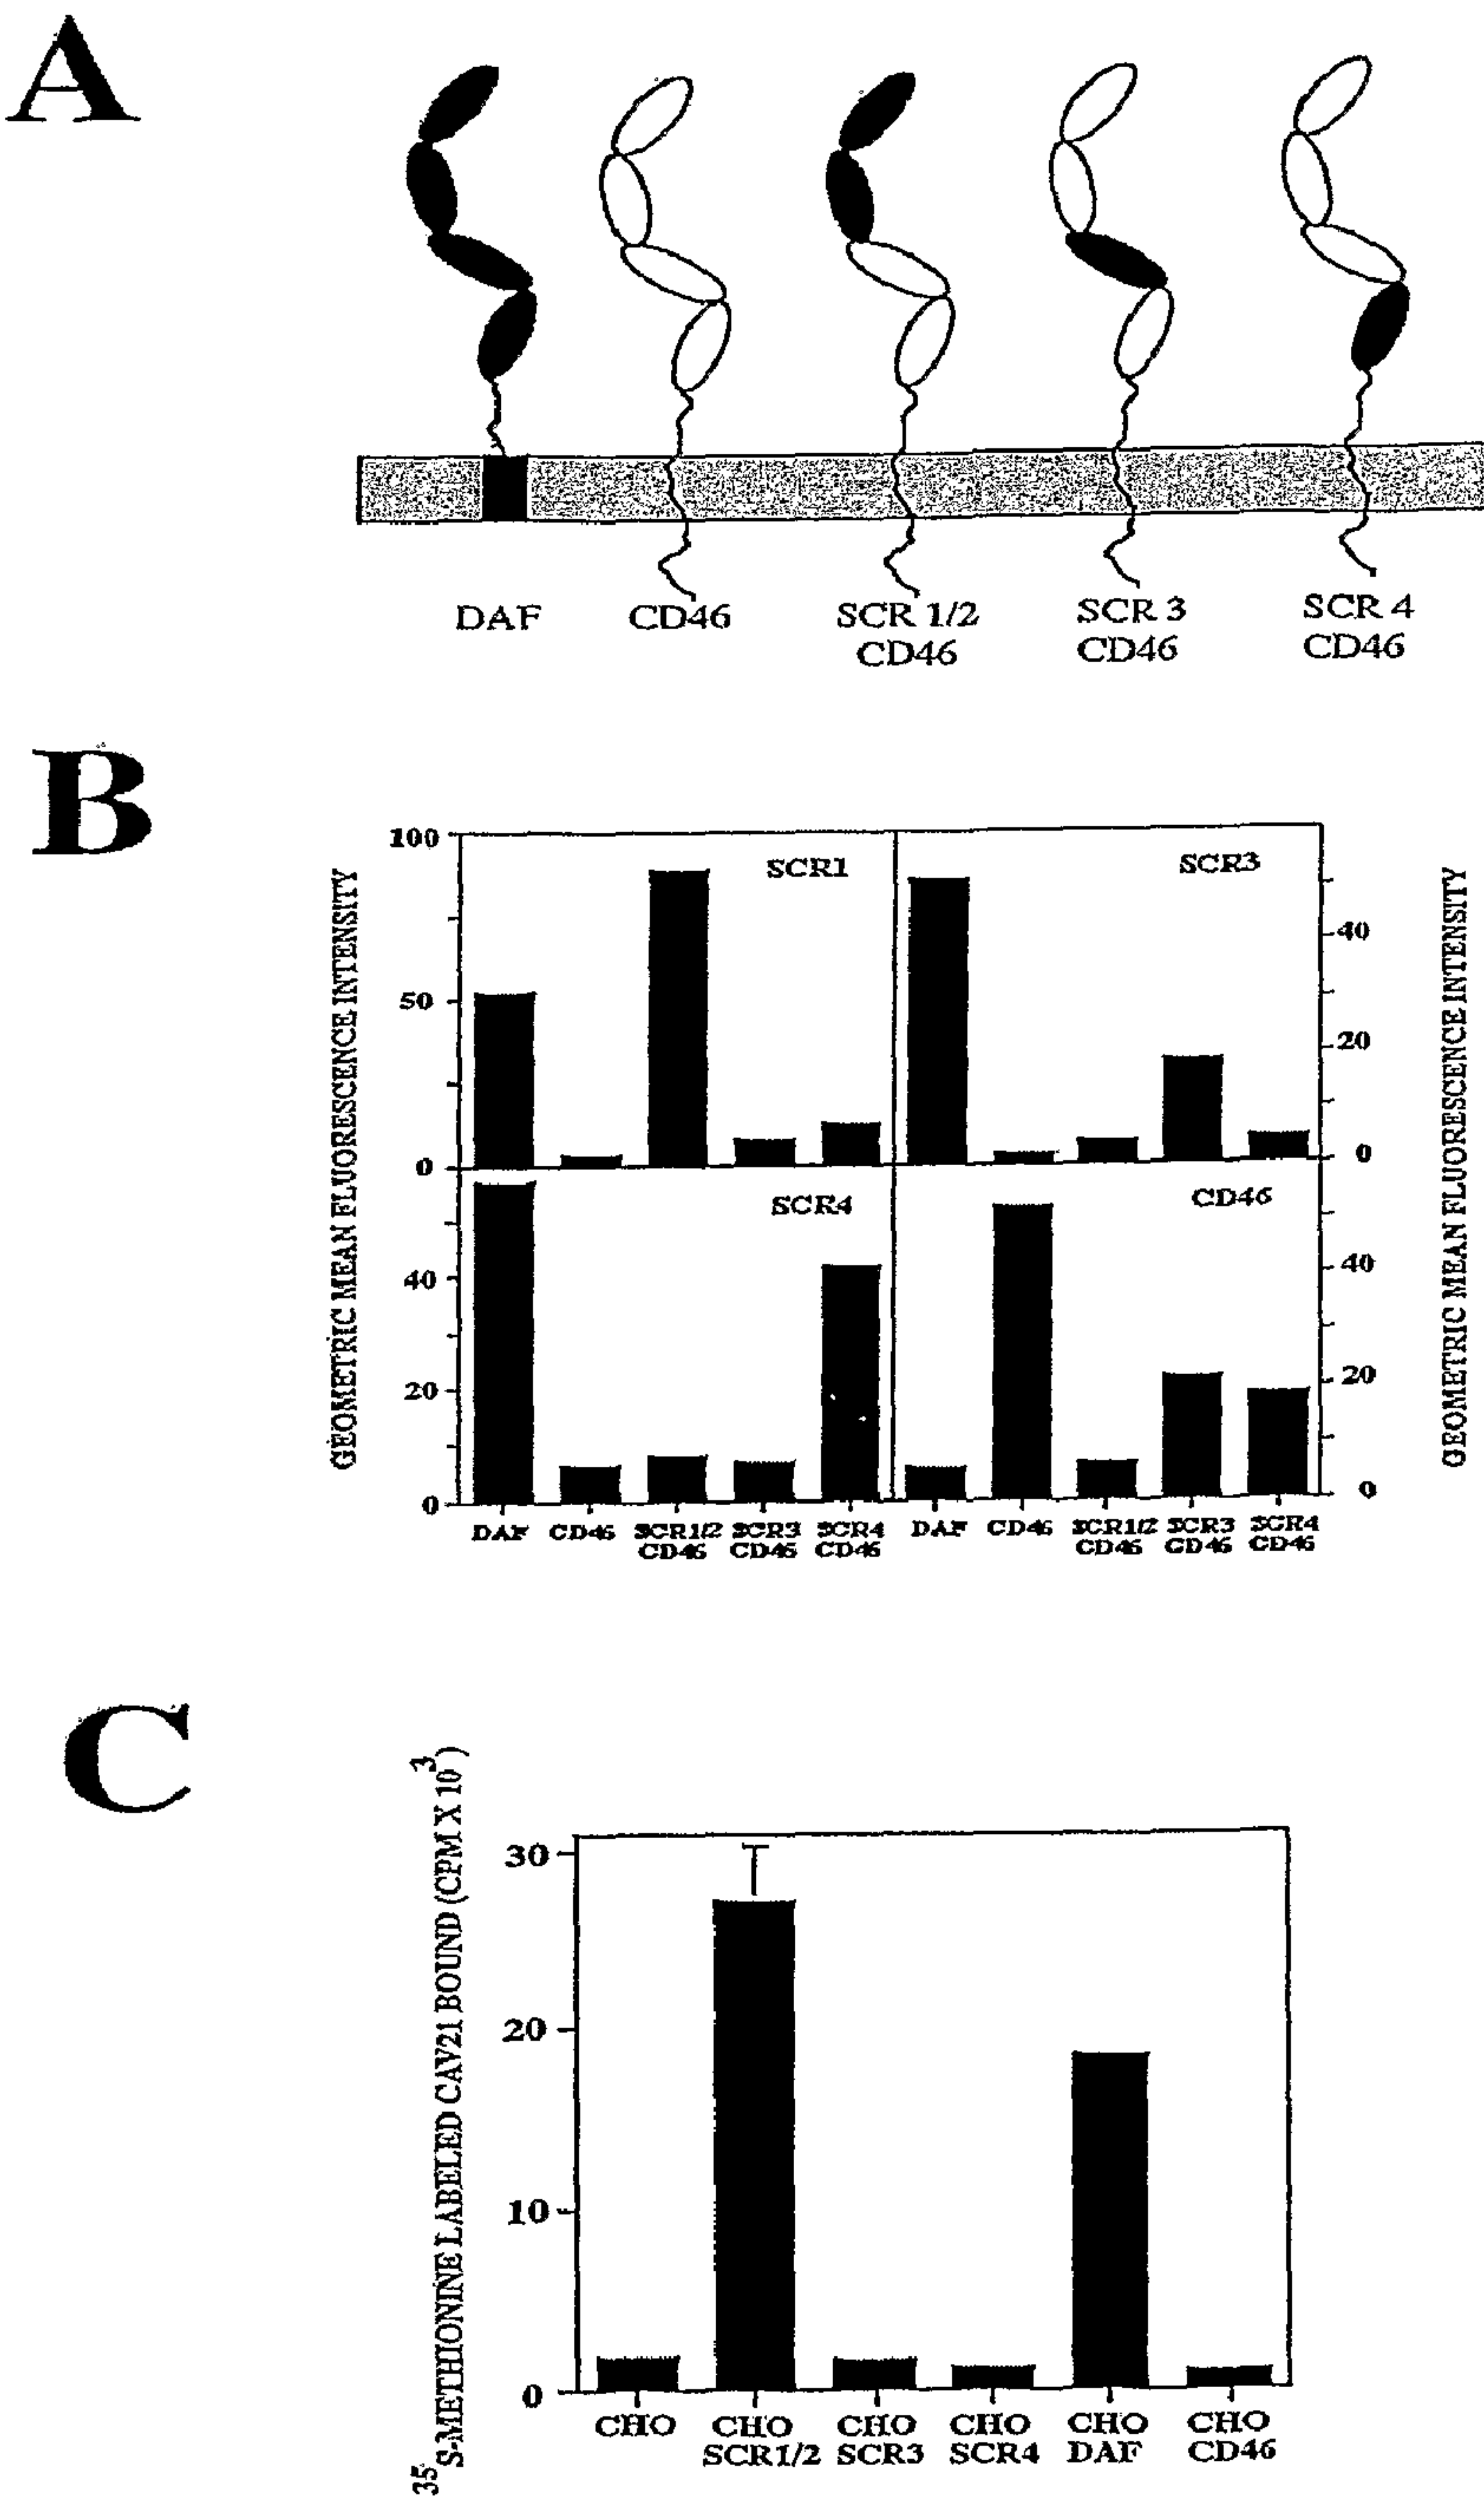 A
DAF
CD46
SCR 1/2
CD46
SCR 3
CD46
SCR 4
CD46
B
GEOMETRIC MEAN FLUORESCENCE INTENSITY
100
50
0
SCR1
SCR3
40
20
0
40
20
0
SCR4
CD46
40
20
0
GEOMETRIC MEAN FLUORESCENCE INTENSITY
DAF
CD46
SCR1/2
CD46
SCR3
CD46
SCR4
CD46
DAF
CD46
SCR1/2
CD46
SCR3
CD46
SCR4
CD46
C
35S-METHIONINE LABELED CAV21 BOUND (CPM X 10³)
30
20
10
0
CHO
CHO
SCR1/2
CHO
SCR3
CHO
SCR4
CHO
DAF
CHO
CD46